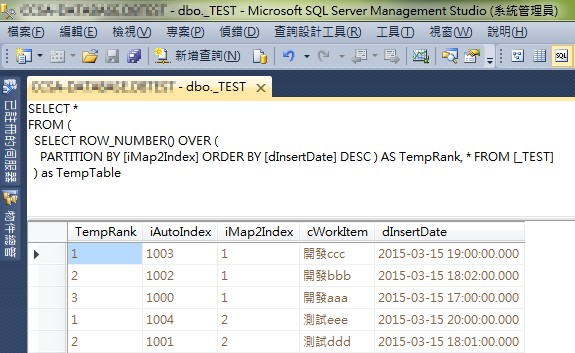 - dbo._TEST - Microsoft SQL Server Management Studio (系統管理員)
檔案(F) 編輯(E) 檢視(V) 專案(P) 偵錯(D) 查詢設計工具(R) 工具(T) 視窗(W) 說明(H)
新增查詢(N)
- dbo._TEST ×
已註冊的伺服器
物件總管
SELECT *
FROM (
SELECT ROW_NUMBER() OVER (
PARTITION BY [iMap2Index] ORDER BY [dInsertDate] DESC ) AS TempRank, * FROM [_TEST]
) as TempTable
TempRank iAutoIndex iMap2Index cWorkItem dInsertDate
1 1003 1 開發ccc 2015-03-15 19:00:00.000
2 1002 1 開發bbb 2015-03-15 18:02:00.000
3 1000 1 開發aaa 2015-03-15 17:00:00.000
1 1004 2 測試eee 2015-03-15 20:00:00.000
2 1001 2 測試ddd 2015-03-15 18:01:00.000